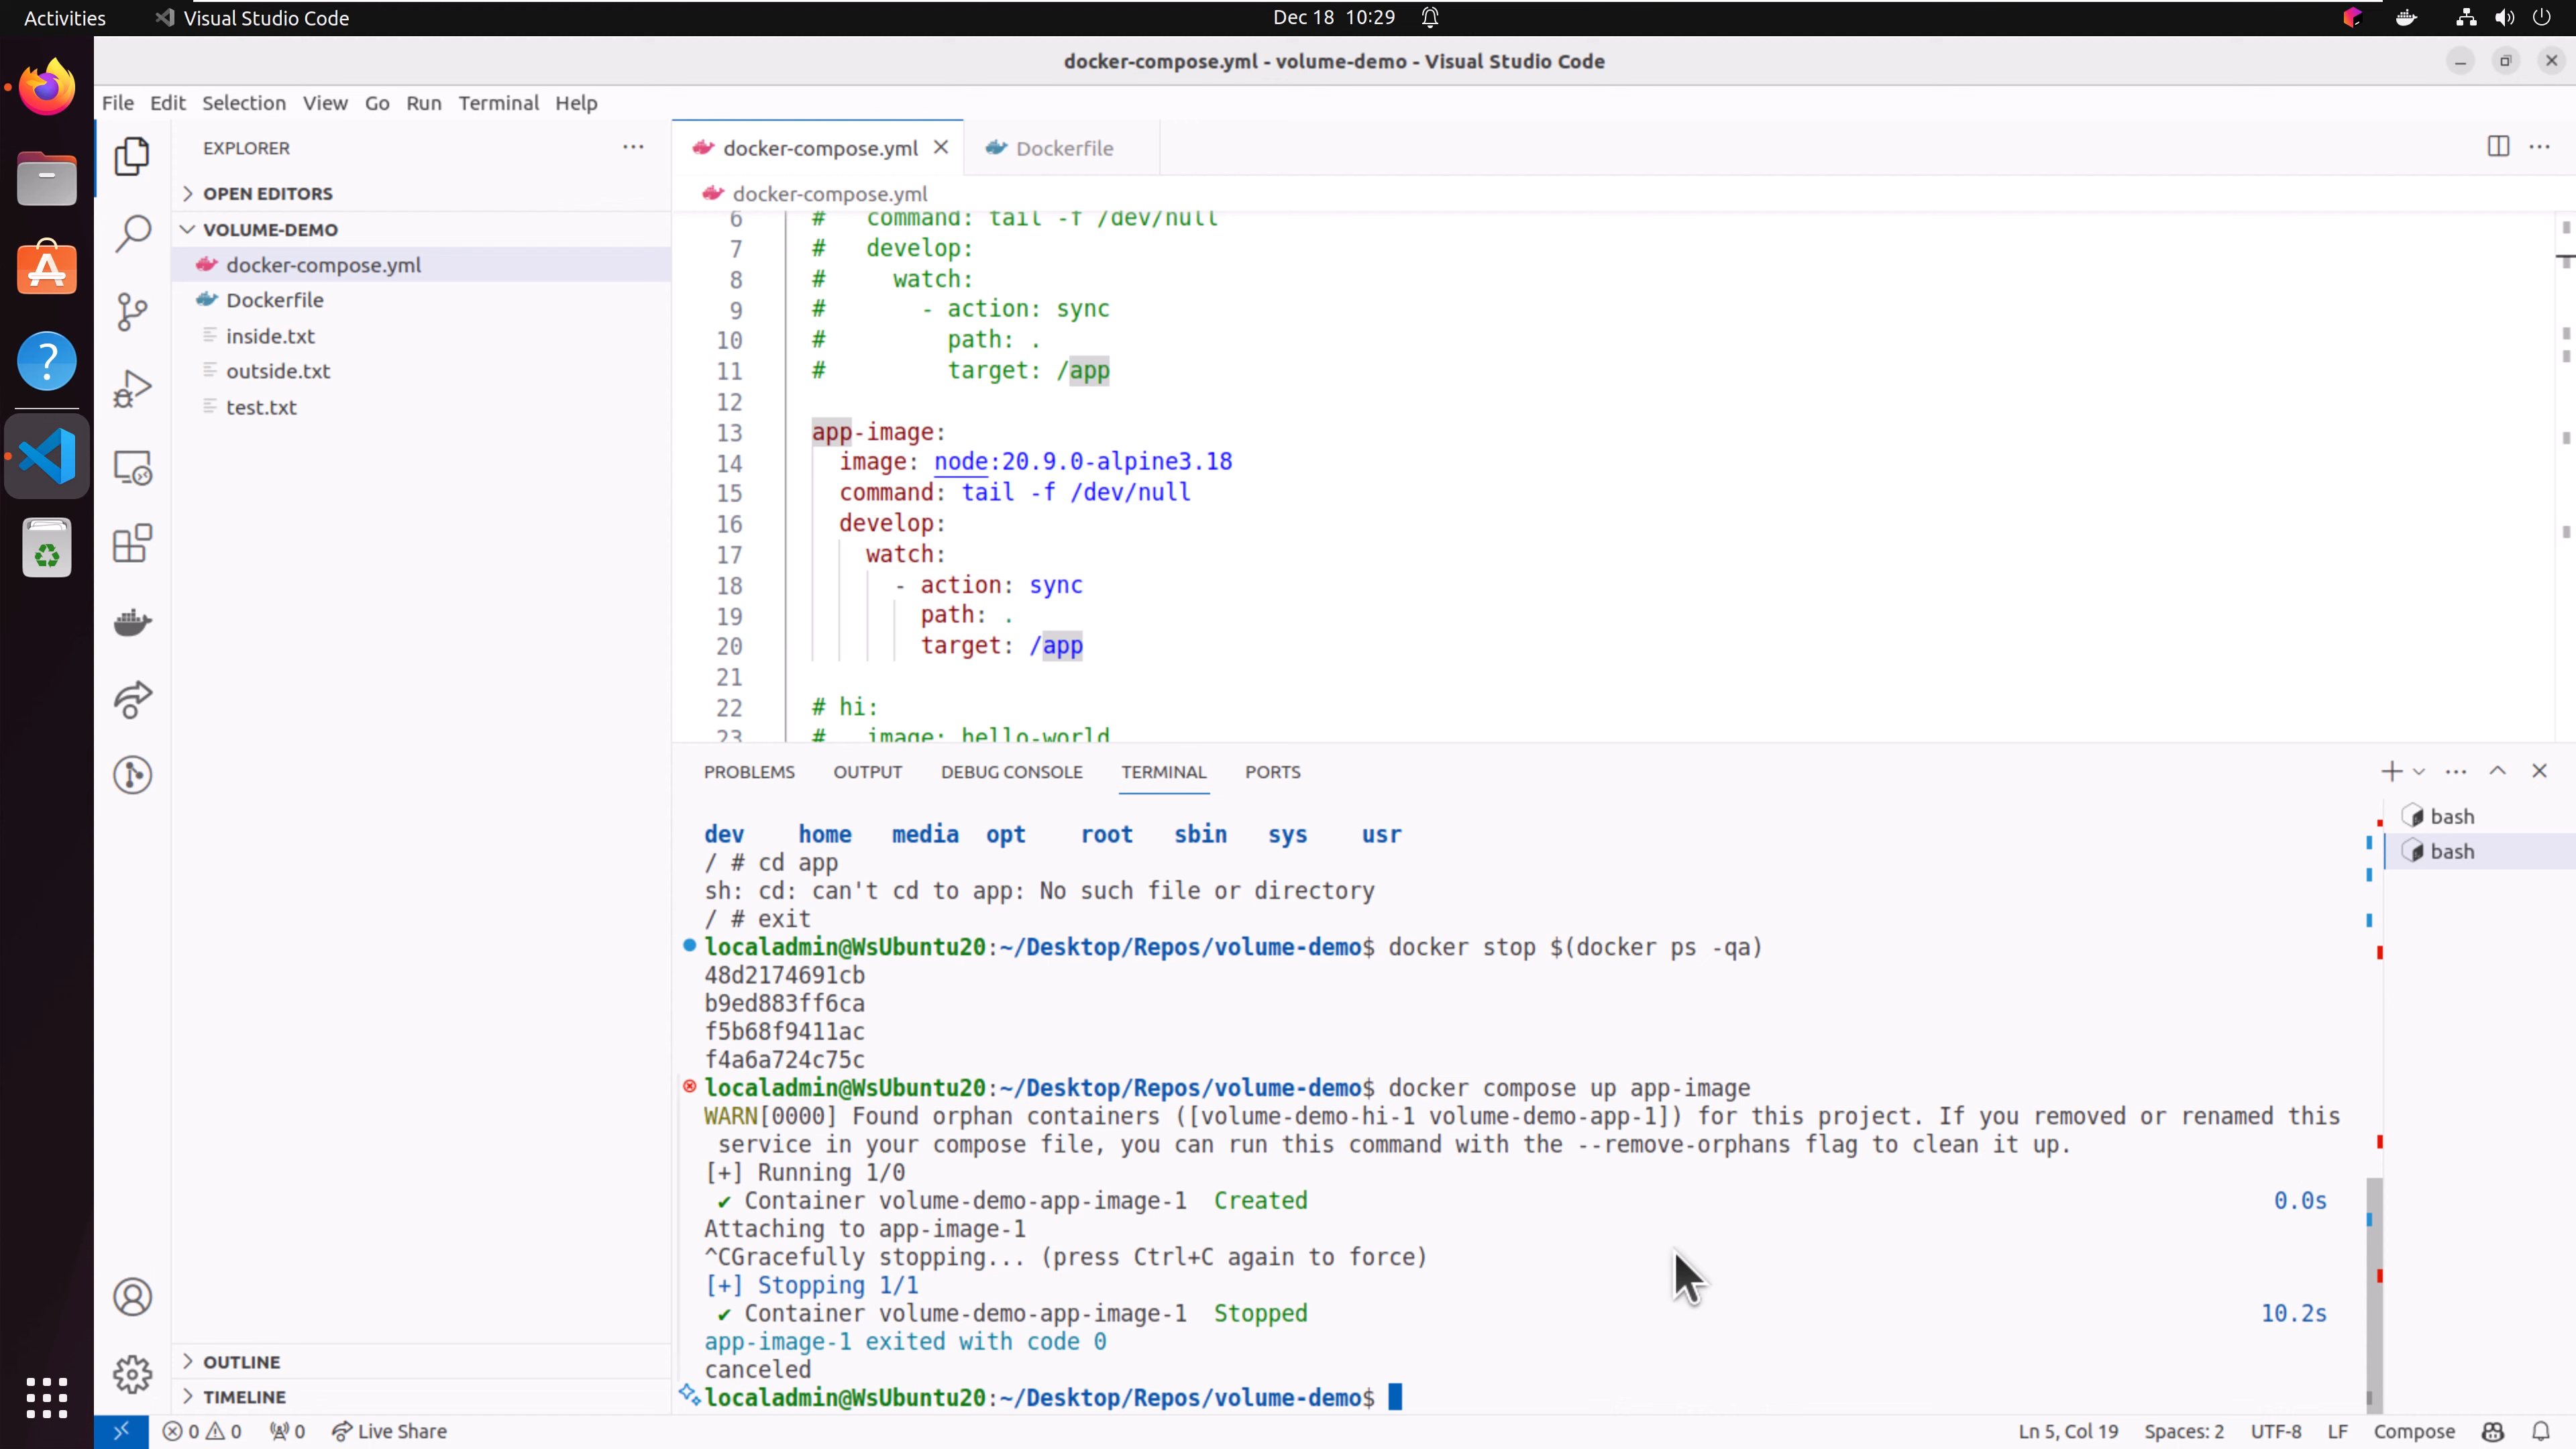 Activities
Visual Studio Code
Dec 18 10:29
docker-compose.yml - volume-demo - Visual Studio Code
File Edit Selection View Go Run Terminal Help
EXPLORER
OPEN EDITORS
VOLUME-DEMO
docker-compose.yml
Dockerfile
inside.txt
outside.txt
test.txt
OUTLINE
TIMELINE
docker-compose.yml
Dockerfile
docker-compose.yml
6 # command: tail -f /dev/null
7 # develop:
8 # watch:
9 # - action: sync
10 # path: .
11 # target: /app
12
13 app-image:
14 image: node:20.9.0-alpine3.18
15 command: tail -f /dev/null
16 develop:
17 watch:
18 - action: sync
19 path: .
20 target: /app
21
22 # hi:
23 # image: hello-world
PROBLEMS OUTPUT DEBUG CONSOLE TERMINAL PORTS
dev home media opt root sbin sys usr
/ # cd app
sh: cd: can't cd to app: No such file or directory
/ # exit
localadmin@WsUbuntu20:~/Desktop/Repos/volume-demo$ docker stop $(docker ps -qa)
48d2174691cb
b9ed883ff6ca
f5b68f9411ac
f4a6a724c75c
localadmin@WsUbuntu20:~/Desktop/Repos/volume-demo$ docker compose up app-image
WARN[0000] Found orphan containers ([volume-demo-hi-1 volume-demo-app-1]) for this project. If you removed or renamed this
service in your compose file, you can run this command with the --remove-orphans flag to clean it up.
[+] Running 1/0
✔ Container volume-demo-app-image-1 Created 0.0s
Attaching to app-image-1
^CGracefully stopping... (press Ctrl+C again to force)
[+] Stopping 1/1
✔ Container volume-demo-app-image-1 Stopped 10.2s
app-image-1 exited with code 0
canceled
localadmin@WsUbuntu20:~/Desktop/Repos/volume-demo$
bash
bash
0 0 0 Live Share
Ln 5, Col 19 Spaces: 2 UTF-8 LF Compose